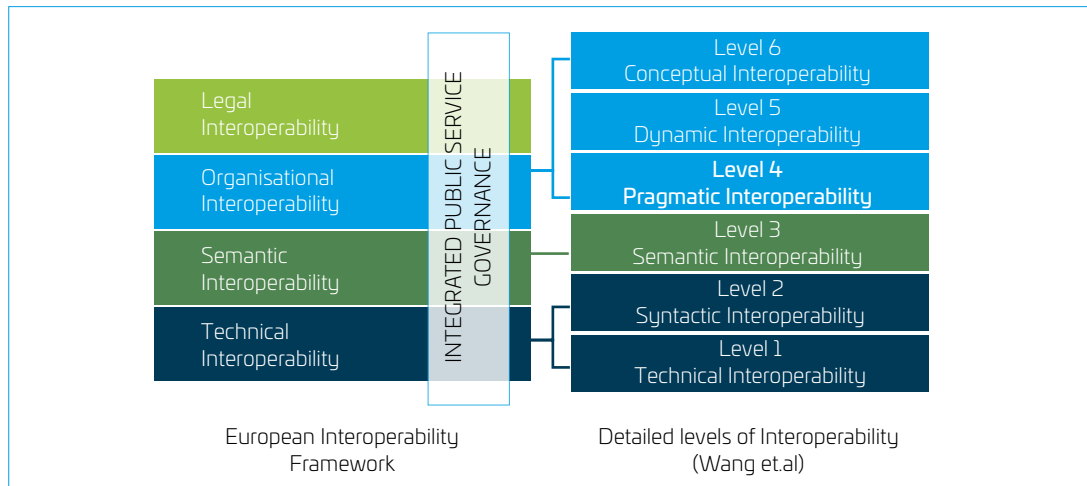 Legal
Interoperability
Organisational
Interoperability
Semantic
Interoperability
Technical
Interoperability
INTEGRATED PUBLIC SERVICE
GOVERNANCE
Level 6
Conceptual Interoperability
Level 5
Dynamic Interoperability
Level 4
Pragmatic Interoperability
Level 3
Semantic Interoperability
Level 2
Syntactic Interoperability
Level 1
Technical Interoperability
European Interoperability
Framework
Detailed levels of Interoperability
(Wang et.al)